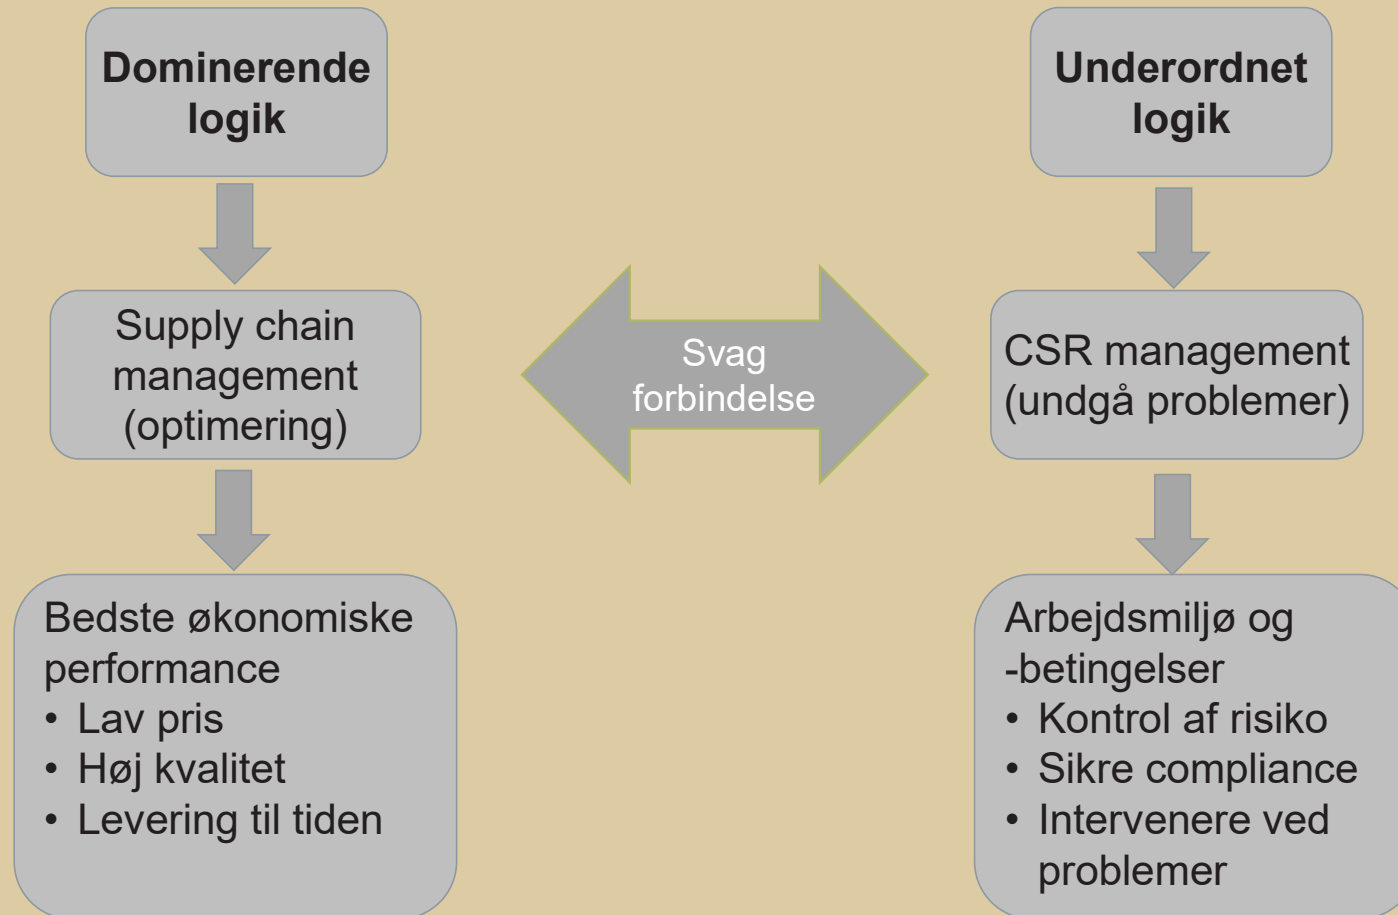 Dominerende
logik
Supply chain
management
(optimering)
Bedste økonomiske
performance
• Lav pris
• Høj kvalitet
• Levering til tiden
Svag
forbindelse
Underordnet
logik
CSR management
(undgå problemer)
Arbejdsmiljø og
-betingelser
• Kontrol af risiko
• Sikre compliance
• Intervenere ved
problemer